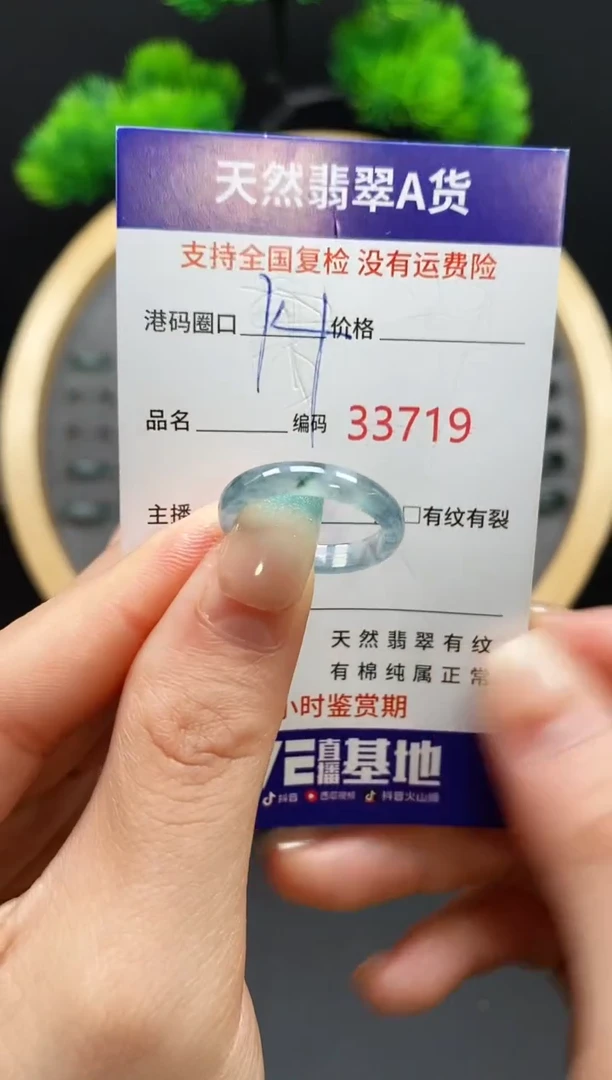 天然翡翠A货
支持全国复检 没有运费险
港码圈口 14 价格
品名 编码 33719
主播 □有纹有裂
天然翡翠有纹
有棉纯属正常
小时鉴赏期
直播基地
抖音 西瓜视频 抖音火山版